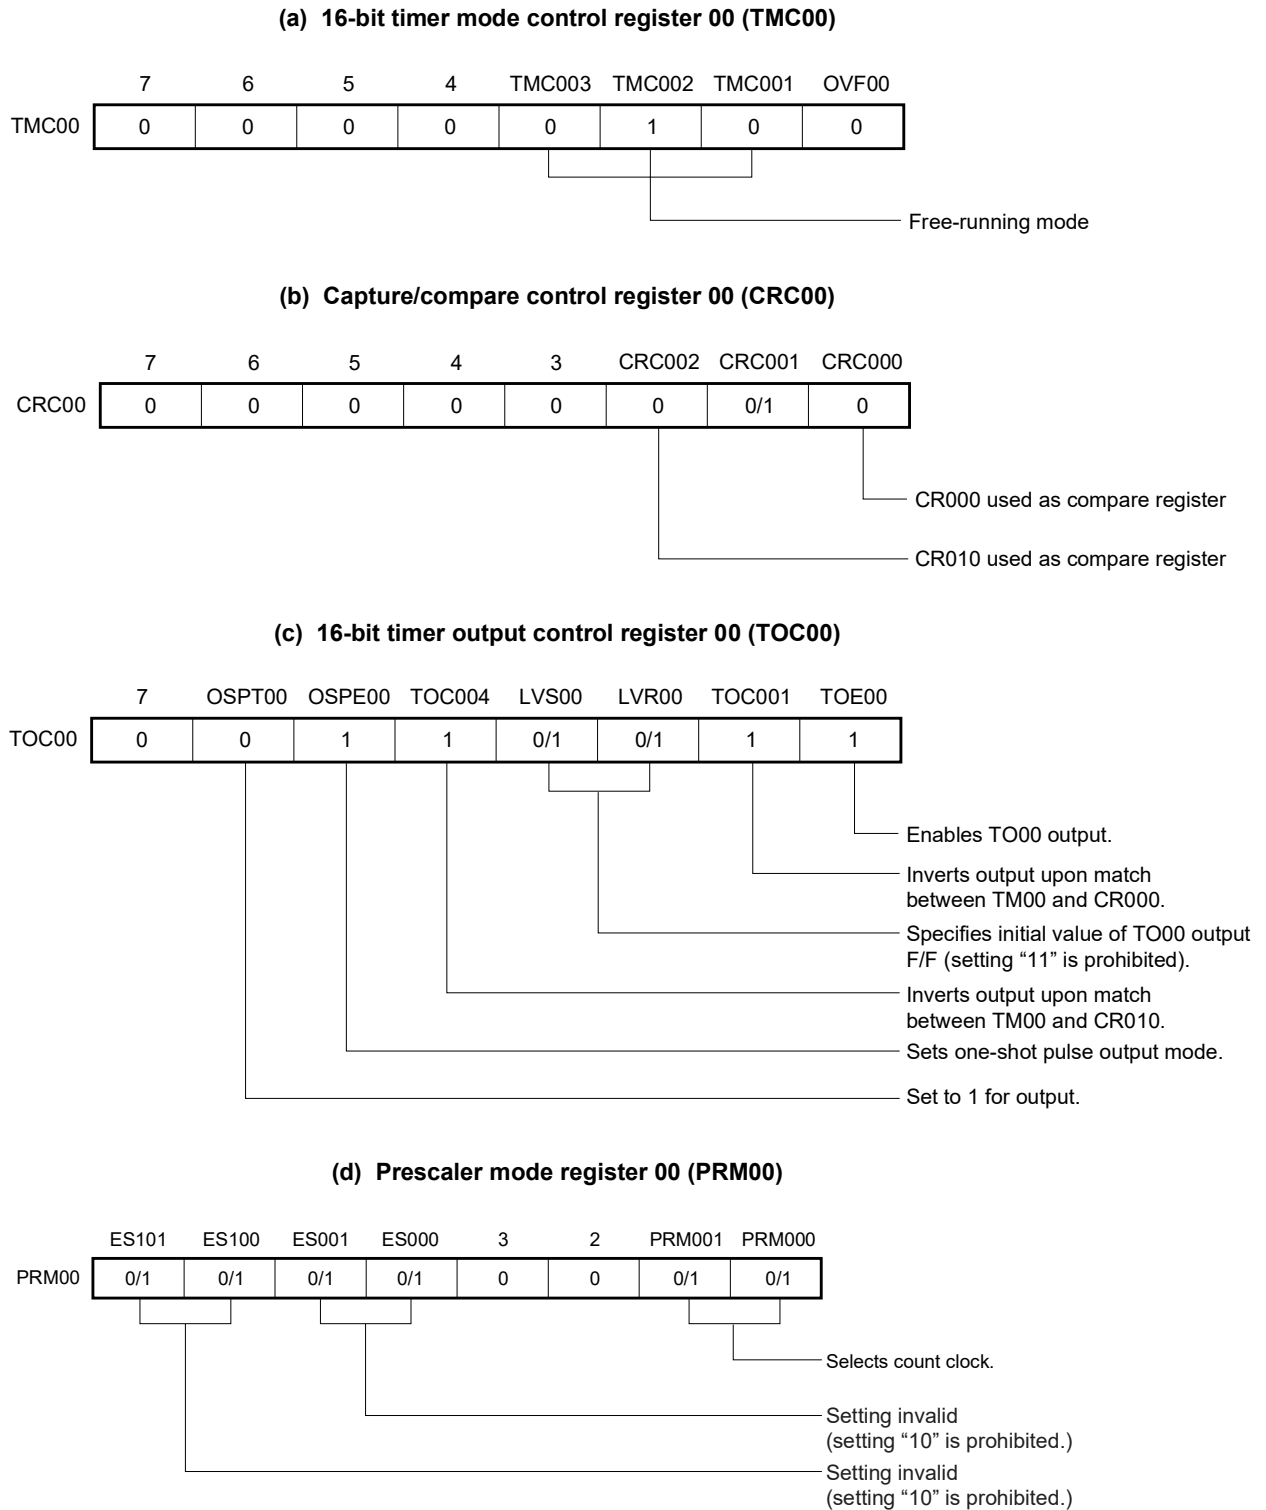 (a) 16-bit timer mode control register 00 (TMC00)
7 6 5 4 TMC003 TMC002 TMC001 OVF00
TMC00 0 0 0 0 0 1 0 0
Free-running mode
(b) Capture/compare control register 00 (CRC00)
7 6 5 4 3 CRC002 CRC001 CRC000
CRC00 0 0 0 0 0 0 0/1 0
CR000 used as compare register
CR010 used as compare register
(c) 16-bit timer output control register 00 (TOC00)
7 OSPT00 OSPE00 TOC004 LVS00 LVR00 TOC001 TOE00
TOC00 0 0 1 1 0/1 0/1 1 1
Enables TO00 output.
Inverts output upon match
between TM00 and CR000.
Specifies initial value of TO00 output
F/F (setting “11” is prohibited).
Inverts output upon match
between TM00 and CR010.
Sets one-shot pulse output mode.
Set to 1 for output.
(d) Prescaler mode register 00 (PRM00)
ES101 ES100 ES001 ES000 3 2 PRM001 PRM000
PRM00 0/1 0/1 0/1 0/1 0 0 0/1 0/1
Selects count clock.
Setting invalid
(setting “10” is prohibited.)
Setting invalid
(setting “10” is prohibited.)